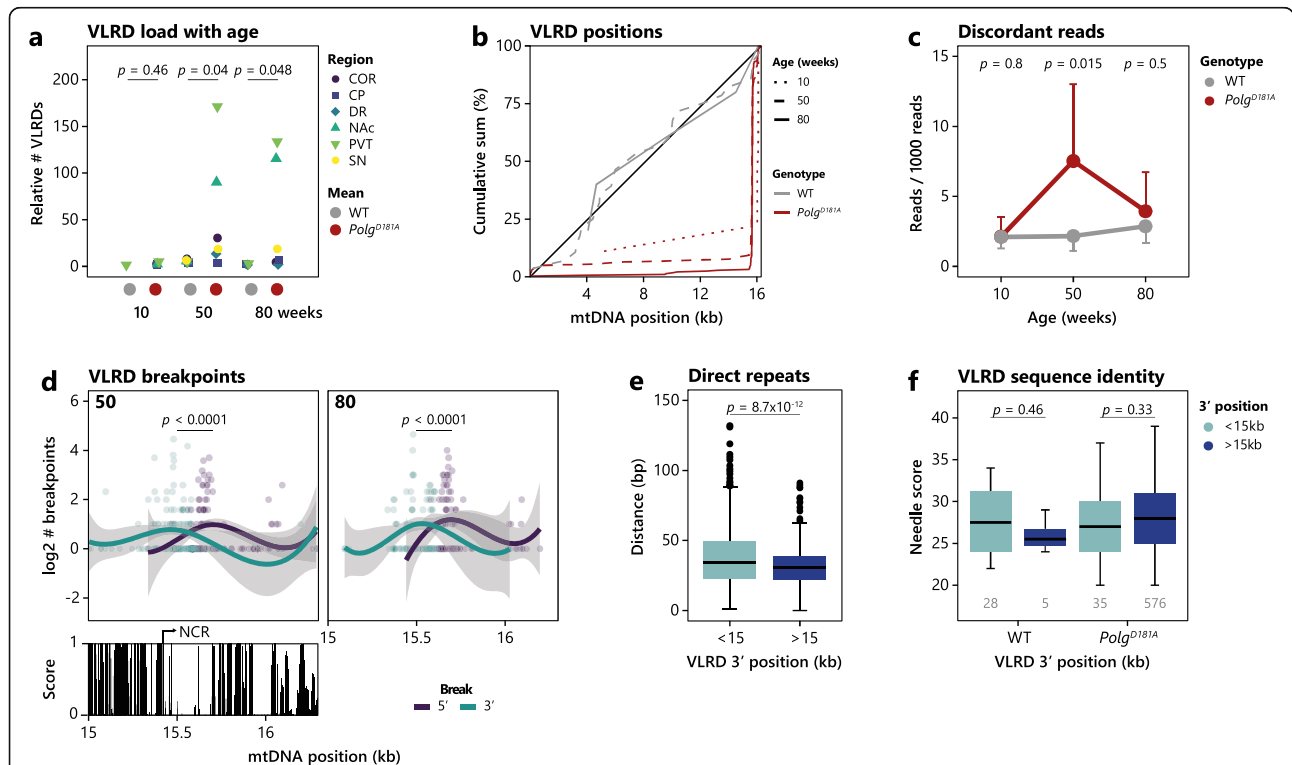 a VLRD load with age
Relative # VLRDs
200
150
100
50
0
p = 0.46 p = 0.04 p = 0.048
10 50 80 weeks
Region
COR
CP
DR
NAc
PVT
SN
Mean
WT
Polg^D181A
b VLRD positions
Cumulative sum (%)
100
75
50
25
0
4 8 12 16
mtDNA position (kb)
Age (weeks)
10
50
80
Genotype
WT
Polg^D181A
c Discordant reads
Reads / 1000 reads
15
10
5
0
p = 0.8 p = 0.015 p = 0.5
10 50 80
Age (weeks)
Genotype
WT
Polg^D181A
d VLRD breakpoints
log2 # breakpoints
6
4
2
0
-2
50
p < 0.0001
80
p < 0.0001
15 15.5 16
NCR
Score
1
0
15 15.5 16
mtDNA position (kb)
Break
5′ 3′
e Direct repeats
Distance (bp)
150
100
50
0
p = 8.7x10^-12
<15 >15
VLRD 3′ position (kb)
f VLRD sequence identity
Needle score
40
35
30
25
20
p = 0.46 p = 0.33
28 5 35 576
WT Polg^D181A
VLRD 3′ position (kb)
3′ position
<15kb
>15kb